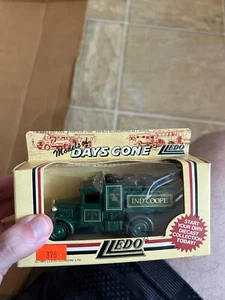 Models of
DAYS GONE
LLEDO
IND COOPE
START
YOUR OWN
DIECAST
COLLECTION
TODAY!
LLEDO